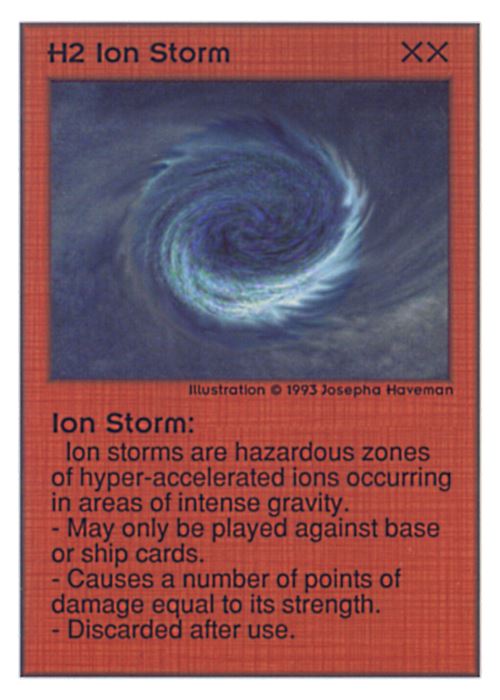 H2 Ion Storm XX
Illustration © 1993 Josepha Haveman
Ion Storm:
Ion storms are hazardous zones
of hyper-accelerated ions occurring
in areas of intense gravity.
- May only be played against base
or ship cards.
- Causes a number of points of
damage equal to its strength.
- Discarded after use.